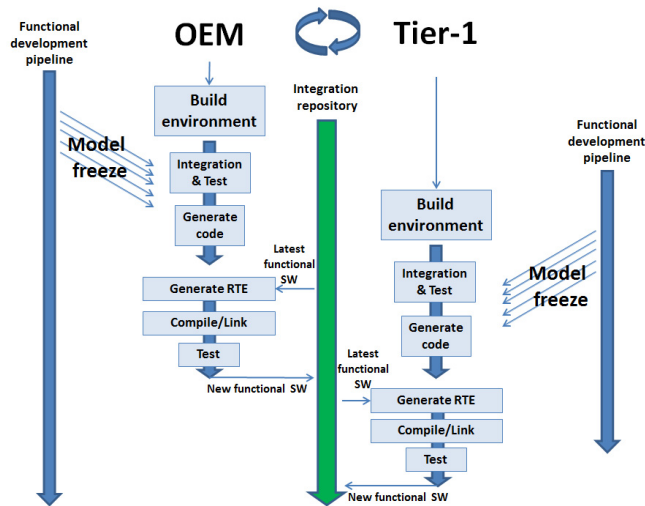 Functional
development
pipeline
OEM
Tier-1
Build
environment
Integration
repository
Model
freeze
Integration
& Test
Generate
code
Latest
functional
SW
Generate RTE
Compile/Link
Test
New functional SW
Functional
development
pipeline
Build
environment
Integration
& Test
Model
freeze
Generate
code
Latest
functional
SW
Generate RTE
Compile/Link
Test
New functional SW